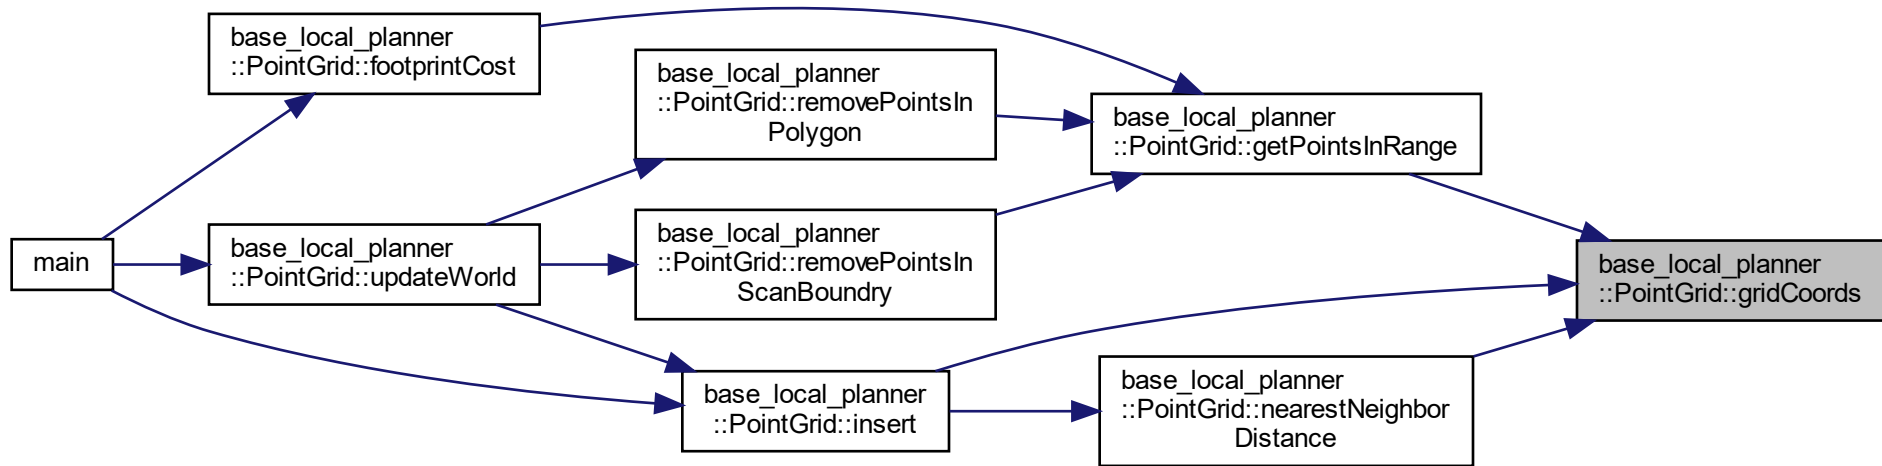 base_local_planner
::PointGrid::footprintCost
base_local_planner
::PointGrid::removePointsIn
Polygon
base_local_planner
::PointGrid::getPointsInRange
main
base_local_planner
::PointGrid::updateWorld
base_local_planner
::PointGrid::removePointsIn
ScanBoundry
base_local_planner
::PointGrid::gridCoords
base_local_planner
::PointGrid::insert
base_local_planner
::PointGrid::nearestNeighbor
Distance